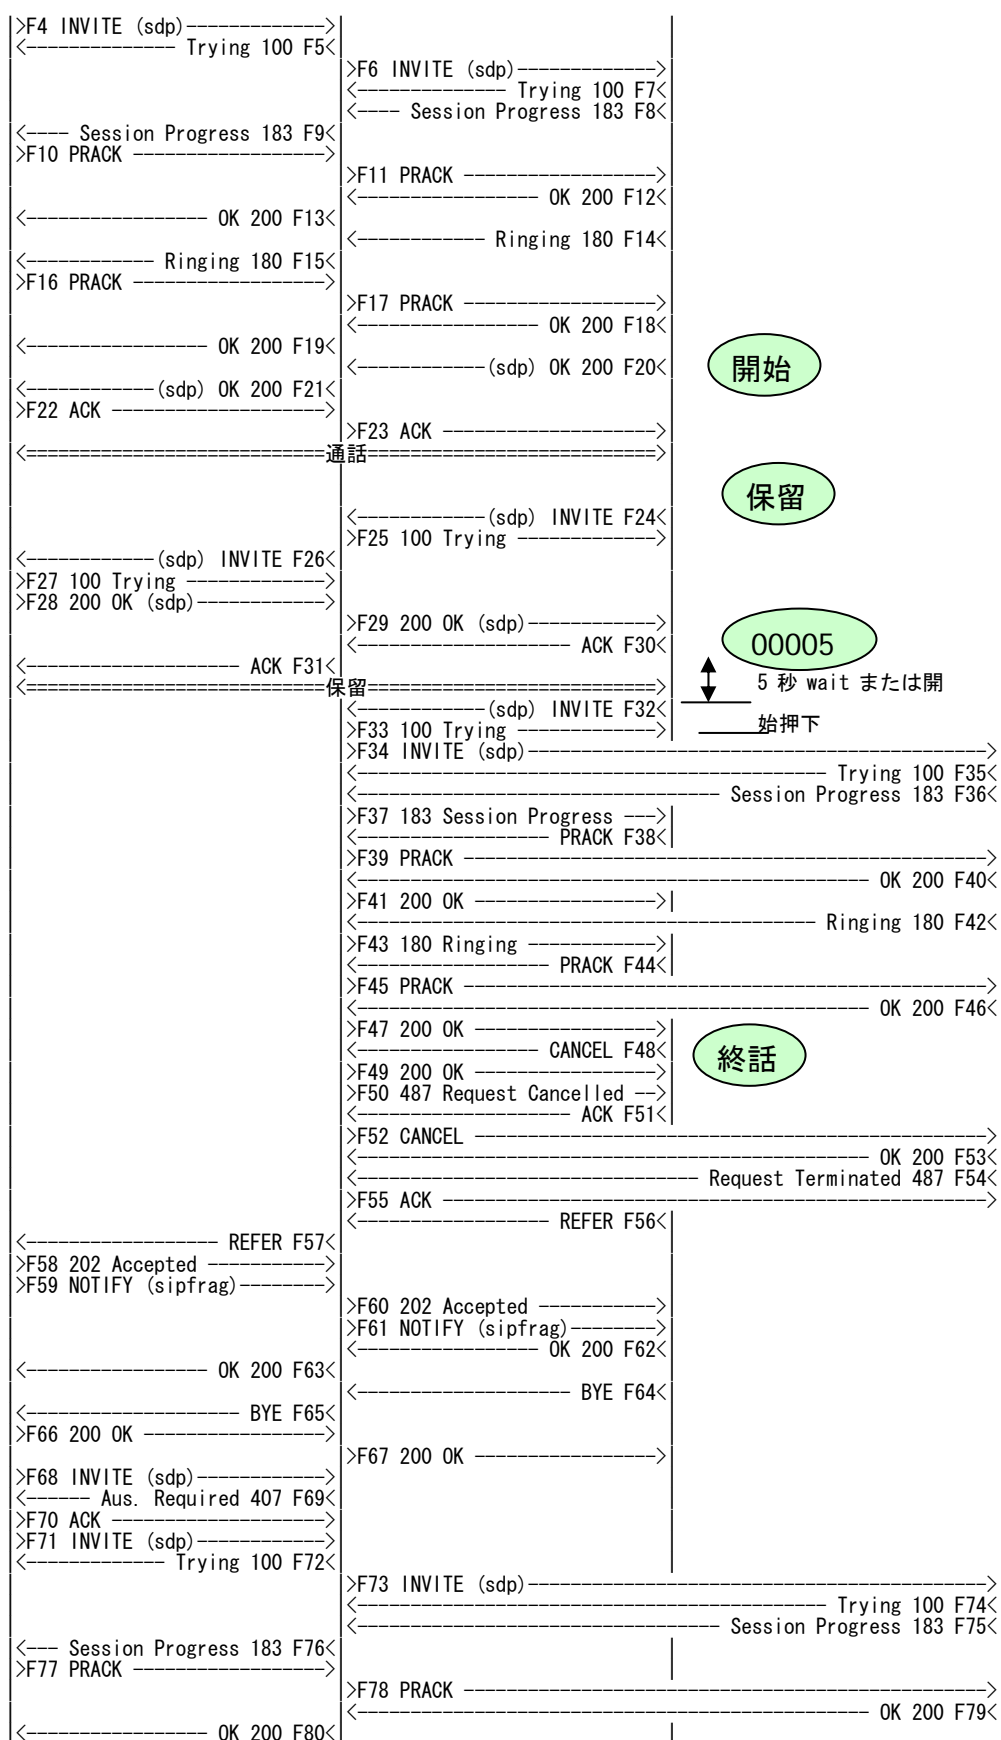 >F4 INVITE (sdp)------------->
<-------------- Trying 100 F5<
>F6 INVITE (sdp)------------->
<-------------- Trying 100 F7<
<---- Session Progress 183 F8<
<---- Session Progress 183 F9<
>F10 PRACK ------------------>
>F11 PRACK ------------------>
<----------------- OK 200 F12<
<----------------- OK 200 F13<
<------------ Ringing 180 F14<
<------------ Ringing 180 F15<
>F16 PRACK ------------------>
>F17 PRACK ------------------>
<----------------- OK 200 F18<
<----------------- OK 200 F19<
<------------(sdp) OK 200 F20<
開始
<------------(sdp) OK 200 F21<
>F22 ACK -------------------->
>F23 ACK -------------------->
<============================通話===========================>
保留
<------------(sdp) INVITE F24<
>F25 100 Trying ------------->
<------------(sdp) INVITE F26<
>F27 100 Trying ------------->
>F28 200 OK (sdp)------------>
>F29 200 OK (sdp)------------>
<-------------------- ACK F30<
00005
<-------------------- ACK F31<
<============================保留===========================>
5 秒 wait または開
<------------(sdp) INVITE F32<
始押下
>F33 100 Trying ------------->
>F34 INVITE (sdp)------------------------------------------->
<-------------------------------------------- Trying 100 F35<
<---------------------------------- Session Progress 183 F36<
>F37 183 Session Progress --->
<------------------ PRACK F38<
>F39 PRACK ------------------------------------------------->
<------------------------------------------------ OK 200 F40<
>F41 200 OK ----------------->
<------------------------------------------- Ringing 180 F42<
>F43 180 Ringing ------------>
<------------------ PRACK F44<
>F45 PRACK ------------------------------------------------->
<------------------------------------------------ OK 200 F46<
>F47 200 OK ----------------->
<----------------- CANCEL F48<
終話
>F49 200 OK ----------------->
>F50 487 Request Cancelled -->
<-------------------- ACK F51<
>F52 CANCEL ------------------------------------------------>
<------------------------------------------------ OK 200 F53<
<-------------------------------- Request Terminated 487 F54<
>F55 ACK --------------------------------------------------->
<------------------ REFER F56<
<------------------ REFER F57<
>F58 202 Accepted ----------->
>F59 NOTIFY (sipfrag)-------->
>F60 202 Accepted ----------->
>F61 NOTIFY (sipfrag)-------->
<----------------- OK 200 F62<
<----------------- OK 200 F63<
<-------------------- BYE F64<
<-------------------- BYE F65<
>F66 200 OK ----------------->
>F67 200 OK ----------------->
>F68 INVITE (sdp)------------>
<------ Aus. Required 407 F69<
>F70 ACK -------------------->
>F71 INVITE (sdp)------------>
<------------- Trying 100 F72<
>F73 INVITE (sdp)------------------------------------------->
<-------------------------------------------- Trying 100 F74<
<---------------------------------- Session Progress 183 F75<
<--- Session Progress 183 F76<
>F77 PRACK ------------------>
>F78 PRACK ------------------------------------------------->
<------------------------------------------------ OK 200 F79<
<----------------- OK 200 F80<